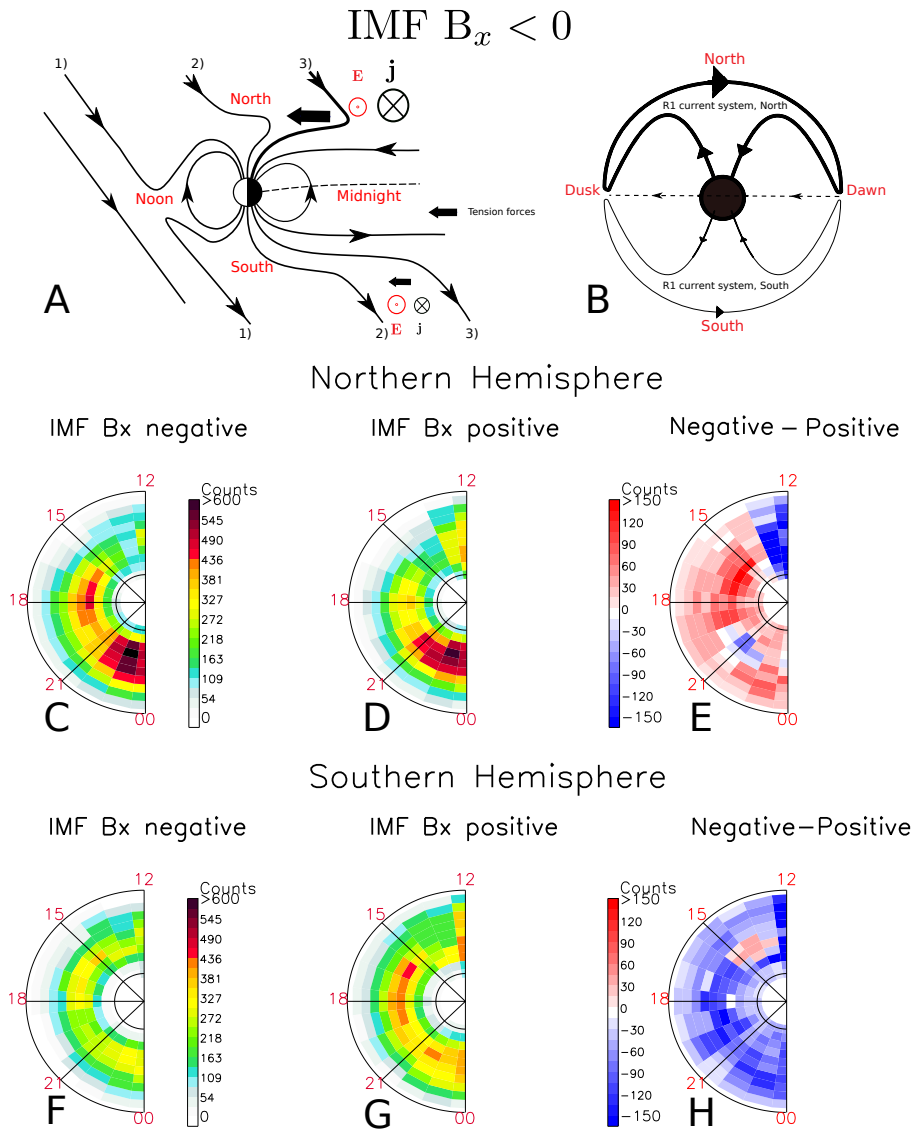 IMF Bx < 0
1)
2)
3)
E
j
North
Noon
Midnight
Tension forces
South
A
1)
2)
E
j
3)
North
R1 current system, North
Dusk
Dawn
R1 current system, South
B
South
Northern Hemisphere
IMF Bx negative
IMF Bx positive
Negative – Positive
12
15
18
21
00
Counts
>600
545
490
436
381
327
272
218
163
109
54
0
C
12
15
18
21
00
D
12
15
18
21
00
Counts
>150
120
90
60
30
0
−30
−60
−90
−120
−150
E
Southern Hemisphere
IMF Bx negative
IMF Bx positive
Negative–Positive
12
15
18
21
00
Counts
>600
545
490
436
381
327
272
218
163
109
54
0
F
12
15
18
21
00
G
12
15
18
21
00
Counts
>150
120
90
60
30
0
−30
−60
−90
−120
−150
H